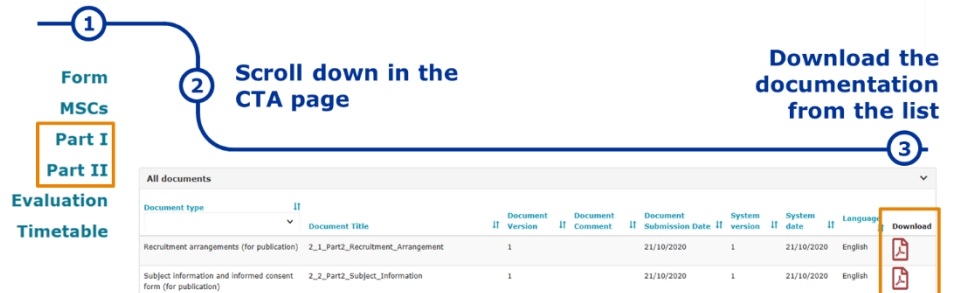 1
Form
MSCs
Part I
Part II
Evaluation
Timetable
2
Scroll down in the
CTA page
Download the
documentation
from the list
3
All documents
Document type
Document Title
Document
Version
Document
Comment
Document
Submission Date
System
version
System
date
Language
Download
Recruitment arrangements (for publication) 2_1_Part2_Recruitment_Arrangement 1 21/10/2020 1 21/10/2020 English
Subject information and informed consent
form (for publication) 2_2_Part2_Subject_Information 1 21/10/2020 1 21/10/2020 English